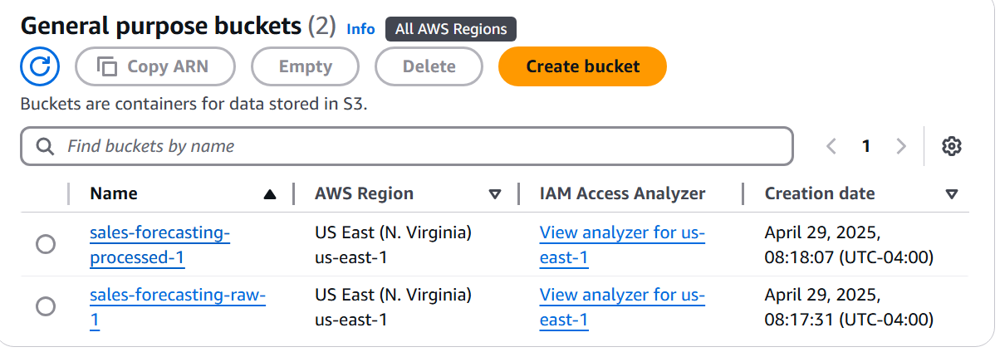 General purpose buckets (2) Info All AWS Regions
Copy ARN Empty Delete Create bucket
Buckets are containers for data stored in S3.
Find buckets by name 1
Name AWS Region IAM Access Analyzer Creation date
sales-forecasting- US East (N. Virginia) View analyzer for us- April 29, 2025,
processed-1 us-east-1 east-1 08:18:07 (UTC-04:00)
sales-forecasting-raw- US East (N. Virginia) View analyzer for us- April 29, 2025,
1 us-east-1 east-1 08:17:31 (UTC-04:00)